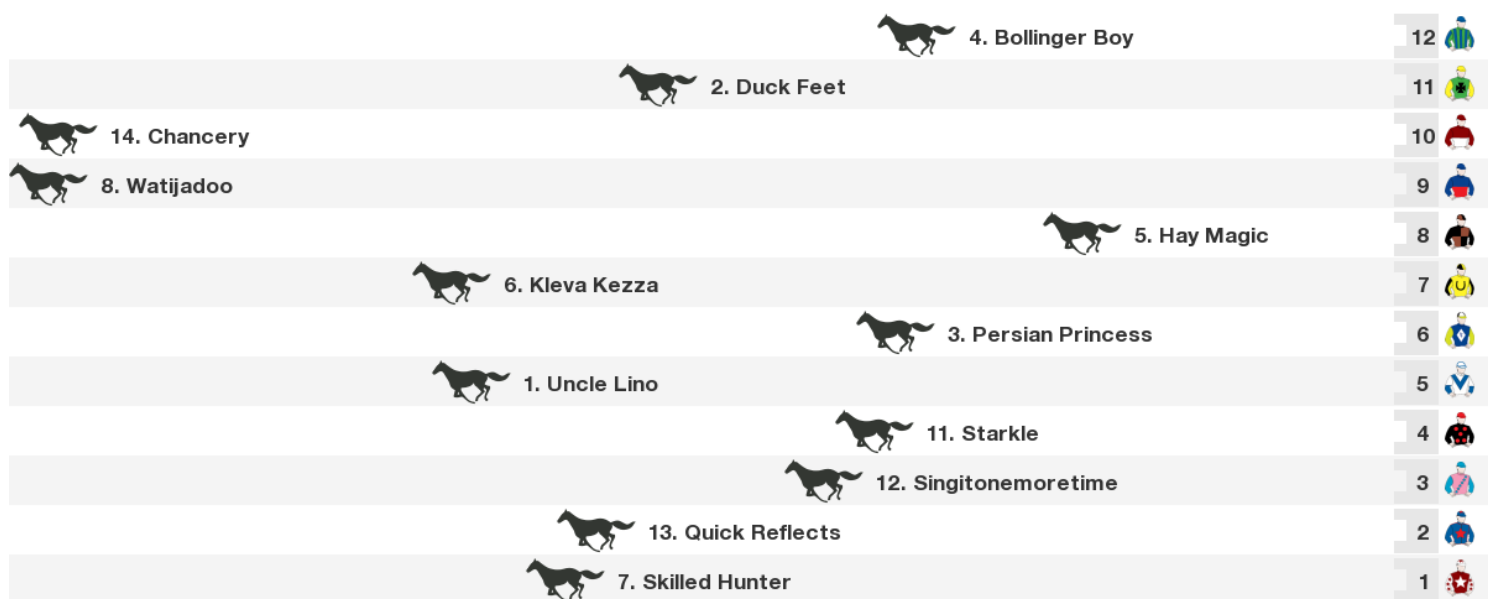 4. Bollinger Boy 12
2. Duck Feet 11
14. Chancery 10
8. Watijadoo 9
5. Hay Magic 8
6. Kleva Kezza 7
3. Persian Princess 6
1. Uncle Lino 5
11. Starkle 4
12. Singitonemoretime 3
13. Quick Reflects 2
7. Skilled Hunter 1